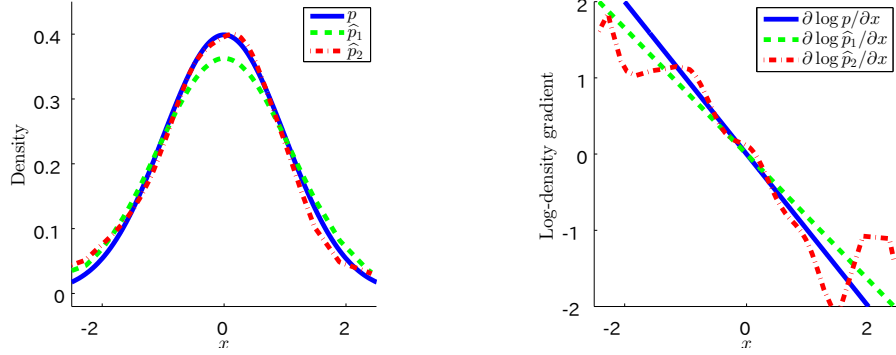 p
p̂₁
p̂₂
0.4
0.3
0.2
0.1
0
Density
-2
0
2
x
∂ log p/∂x
∂ log p̂₁/∂x
∂ log p̂₂/∂x
2
1
0
-1
-2
Log-density gradient
-2
0
2
x